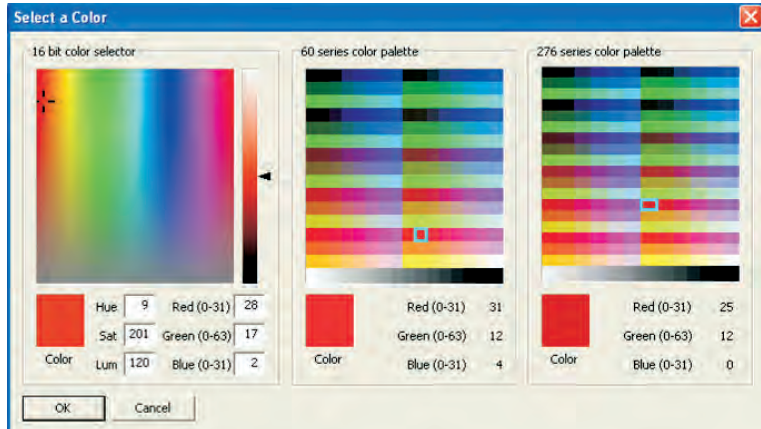 Select a Color
16 bit color selector
Hue 9 Red (0-31) 28
Sat 201 Green (0-63) 17
Color Lum 120 Blue (0-31) 2
60 series color palette
Red (0-31) 31
Green (0-63) 12
Color Blue (0-31) 4
276 series color palette
Red (0-31) 25
Green (0-63) 12
Color Blue (0-31) 0
OK Cancel